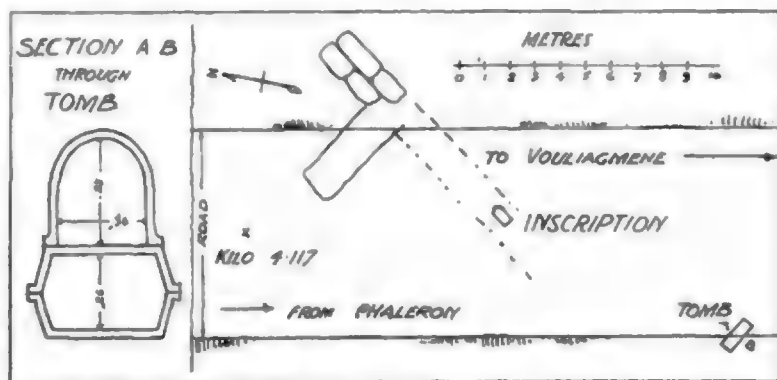 SECTION A B
THROUGH
TOMB
METRES
0 1 2 3 4 5 6 7 8 9 10
TO VOULIAGMENE
INSCRIPTION
ROAD
KILO 4·117
FROM PHALERON
TOMB